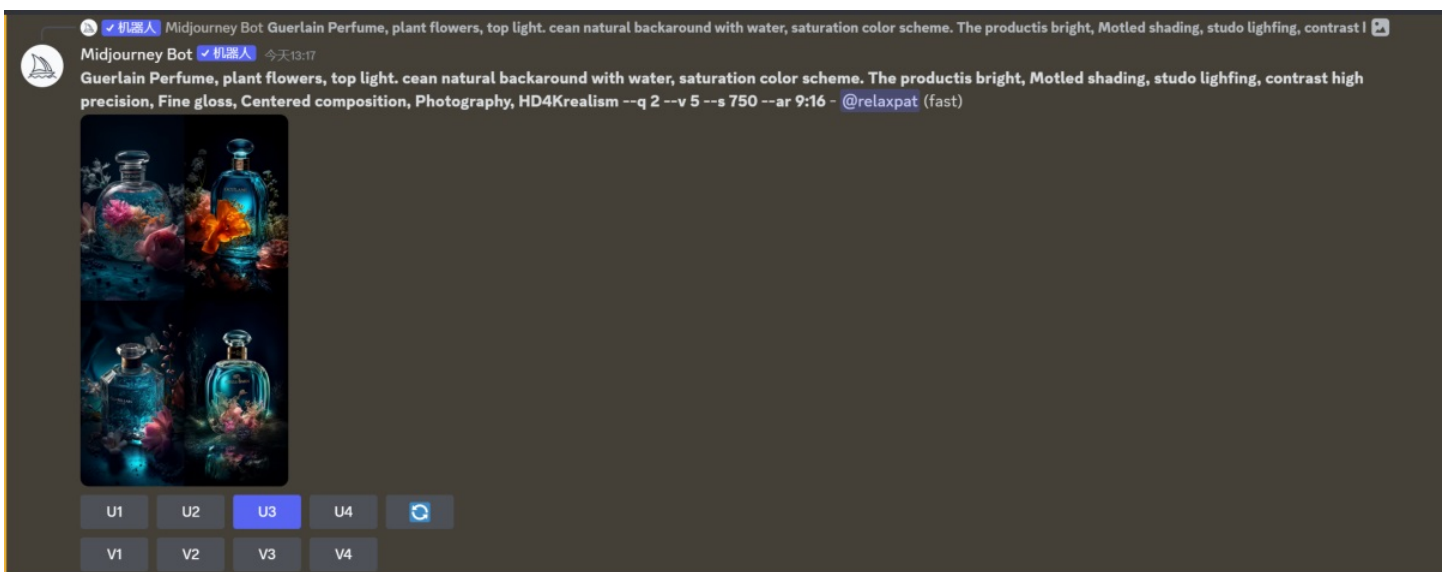 ✓机器人 Midjourney Bot Guerlain Perfume, plant flowers, top light. cean natural backaround with water, saturation color scheme. The productis bright, Motled shading, studo lighfing, contrast l
Midjourney Bot ✓机器人 今天13:17
Guerlain Perfume, plant flowers, top light. cean natural backaround with water, saturation color scheme. The productis bright, Motled shading, studo lighfing, contrast high
precision, Fine gloss, Centered composition, Photography, HD4Krealism --q 2 --v 5 --s 750 --ar 9:16 - @relaxpat (fast)
U1 U2 U3 U4
V1 V2 V3 V4